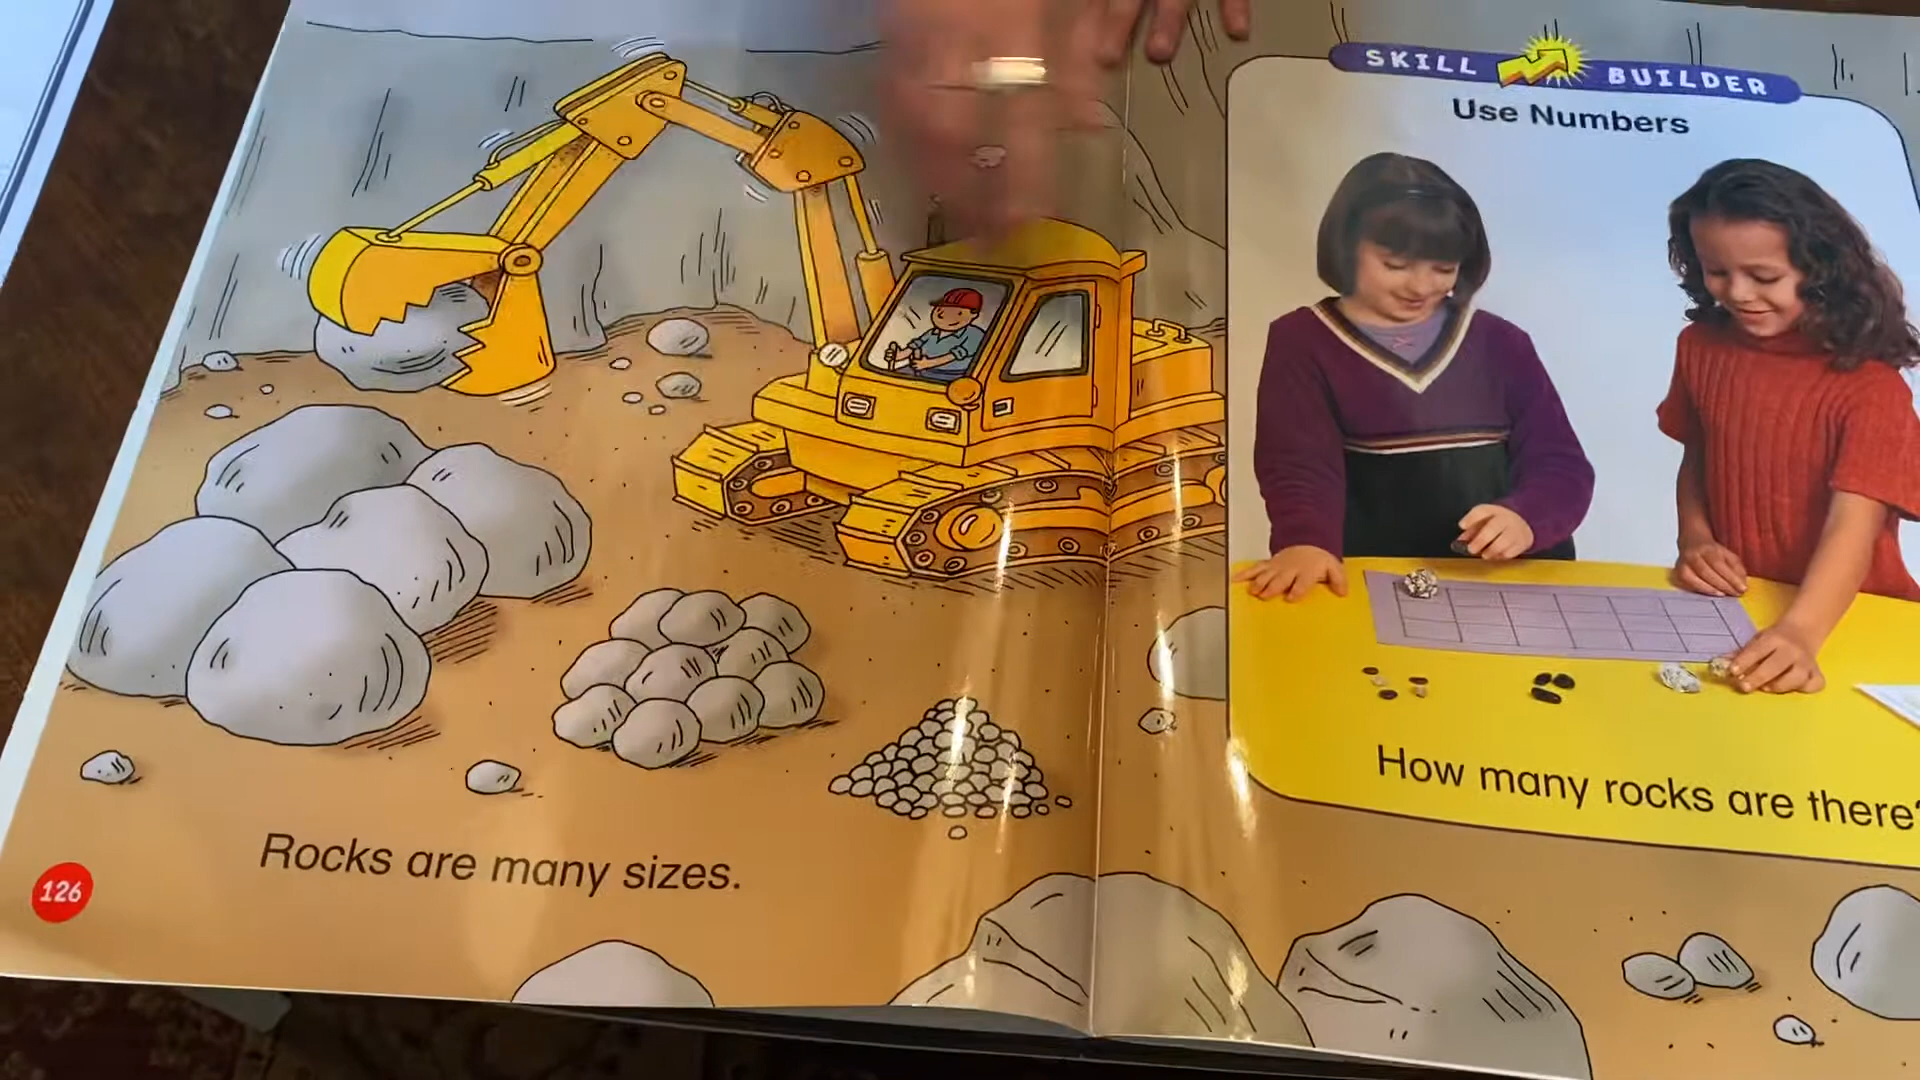 Rocks are many sizes.
126
SKILL BUILDER
Use Numbers
How many rocks are there?